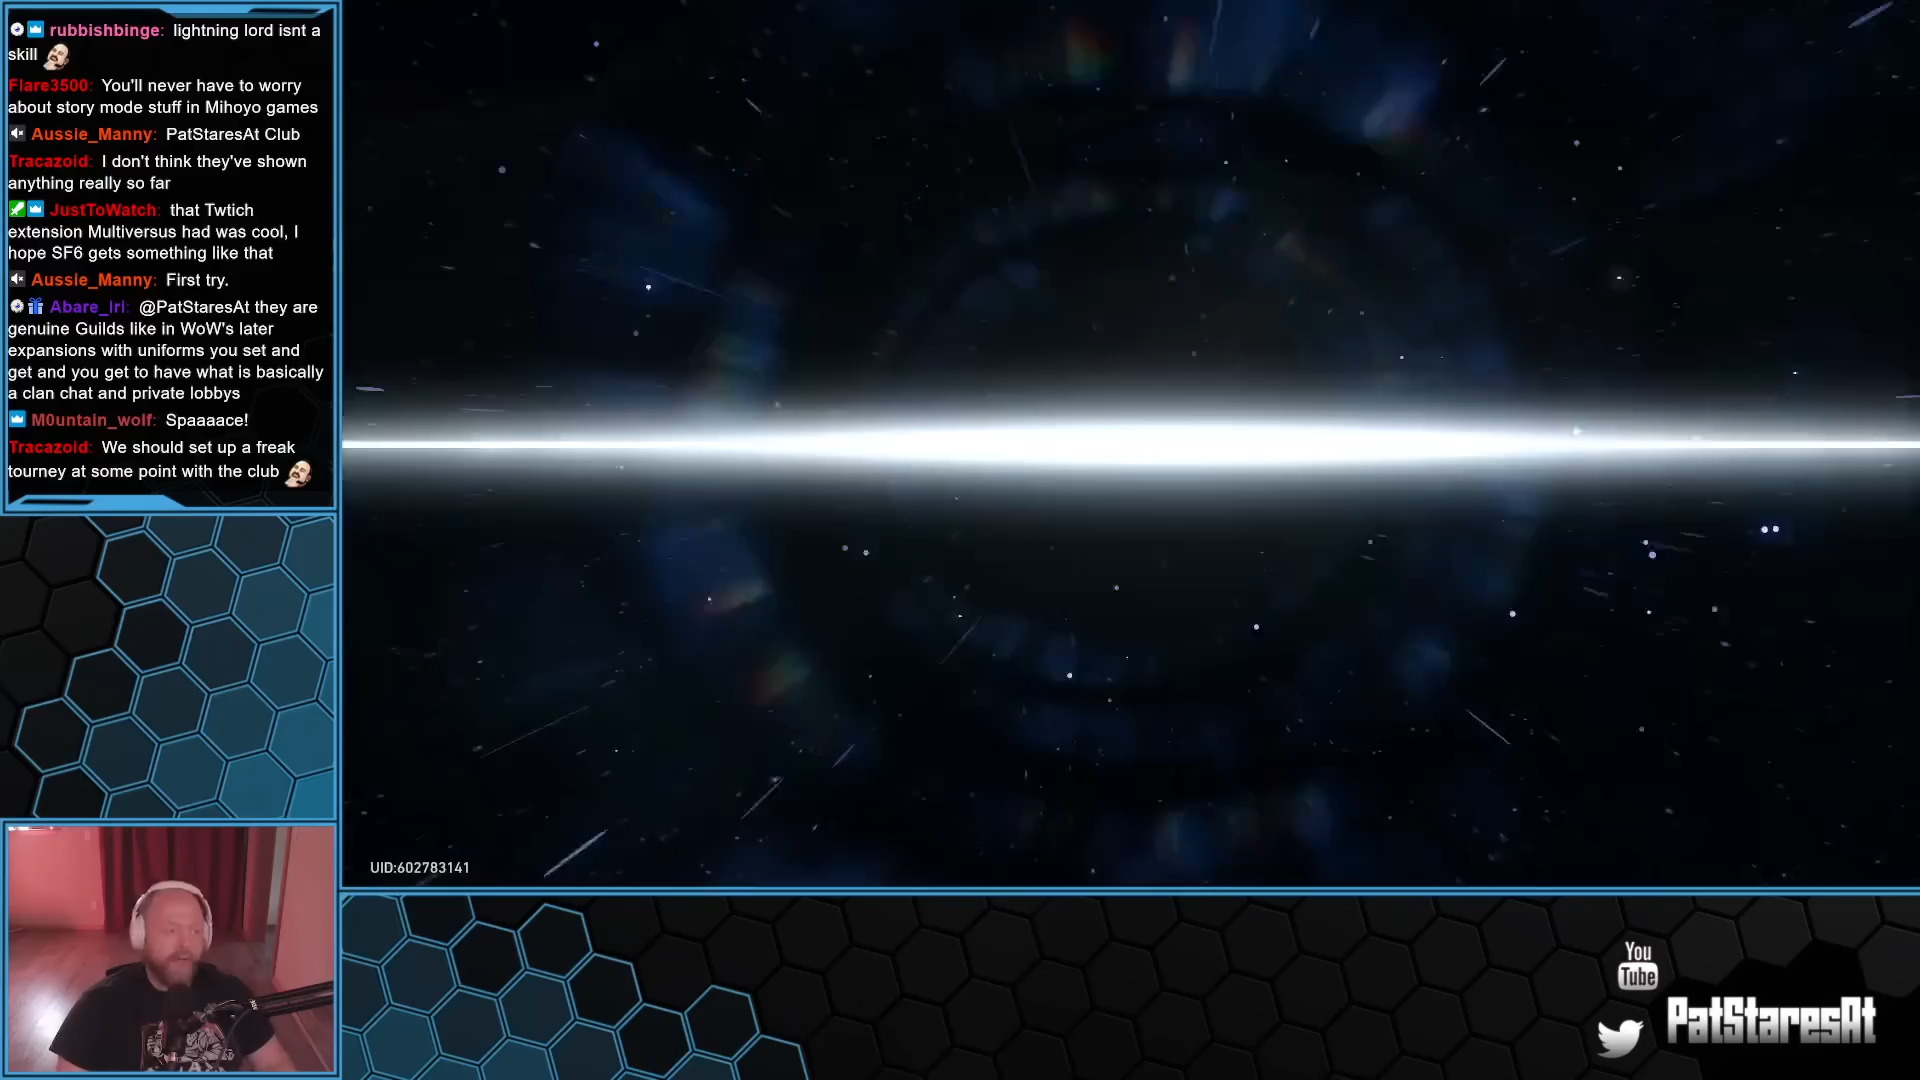 rubbishbinge: lightning lord isnt a
skill
Flare3500: You'll never have to worry
about story mode stuff in Mihoyo games
Aussie_Manny: PatStaresAt Club
Tracazoid: I don't think they've shown
anything really so far
JustToWatch: that Twtich
extension Multiversus had was cool, I
hope SF6 gets something like that
Aussie_Manny: First try.
Abare_Iri: @PatStaresAt they are
genuine Guilds like in WoW's later
expansions with uniforms you set and
get and you get to have what is basically
a clan chat and private lobbys
M0untain_wolf: Spaaaace!
Tracazoid: We should set up a freak
tourney at some point with the club
UID:602783141
You
Tube
PatStaresAt